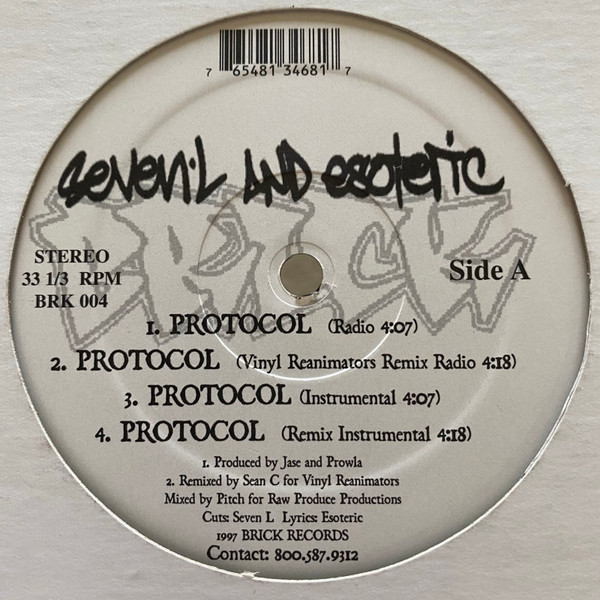 7 65481 34681 7
SEVEN·L AND ESOTERIC
BRICK
STEREO
33 1/3 RPM
BRK 004
Side A
1. PROTOCOL (Radio 4:07)
2. PROTOCOL (Vinyl Reanimators Remix Radio 4:18)
3. PROTOCOL (Instrumental 4:07)
4. PROTOCOL (Remix Instrumental 4:18)
1. Produced by Jase and Prowla
2. Remixed by Sean C for Vinyl Reanimators
Mixed by Pitch for Raw Produce Productions
Cuts: Seven L Lyrics: Esoteric
1997 BRICK RECORDS
Contact: 800.587.9312